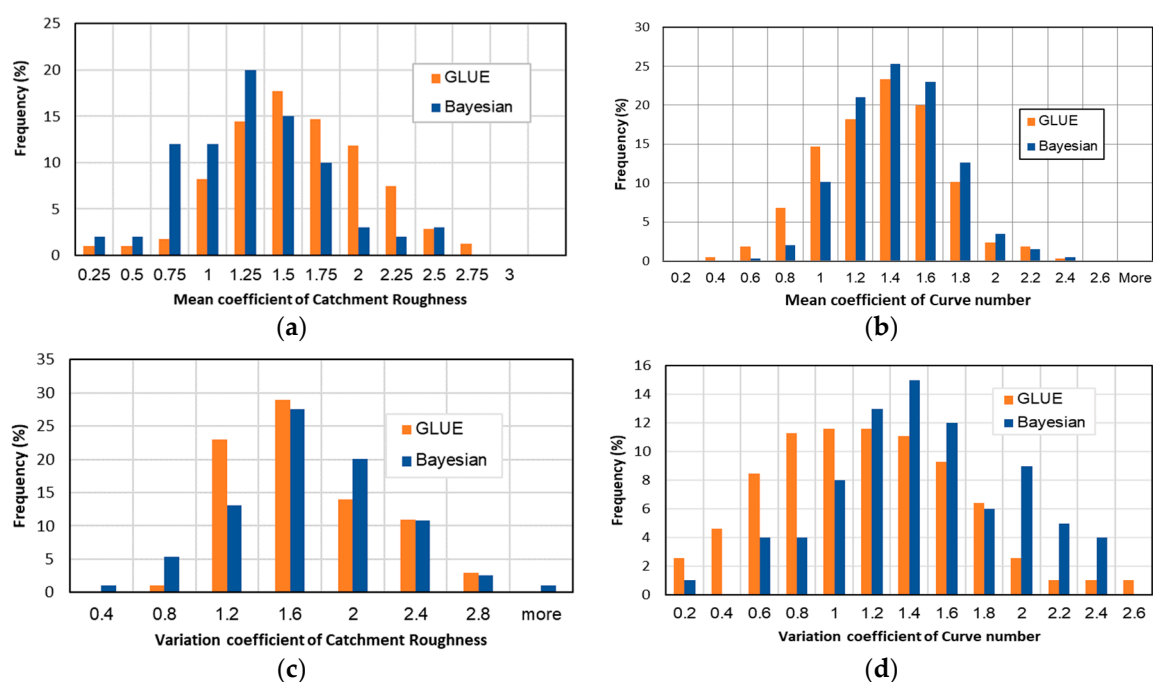 25
20
15
10
5
0
Frequency (%)
GLUE
Bayesian
0.25 0.5 0.75 1 1.25 1.5 1.75 2 2.25 2.5 2.75 3
Mean coefficient of Catchment Roughness
(a)
30
25
20
15
10
5
0
Frequency (%)
GLUE
Bayesian
0.2 0.4 0.6 0.8 1 1.2 1.4 1.6 1.8 2 2.2 2.4 2.6 More
Mean coefficient of Curve number
(b)
35
30
25
20
15
10
5
0
Frequency (%)
GLUE
Bayesian
0.4 0.8 1.2 1.6 2 2.4 2.8 more
Variation coefficient of Catchment Roughness
(c)
16
14
12
10
8
6
4
2
0
Frequency (%)
GLUE
Bayesian
0.2 0.4 0.6 0.8 1 1.2 1.4 1.6 1.8 2 2.2 2.4 2.6
Variation coefficient of Curve number
(d)